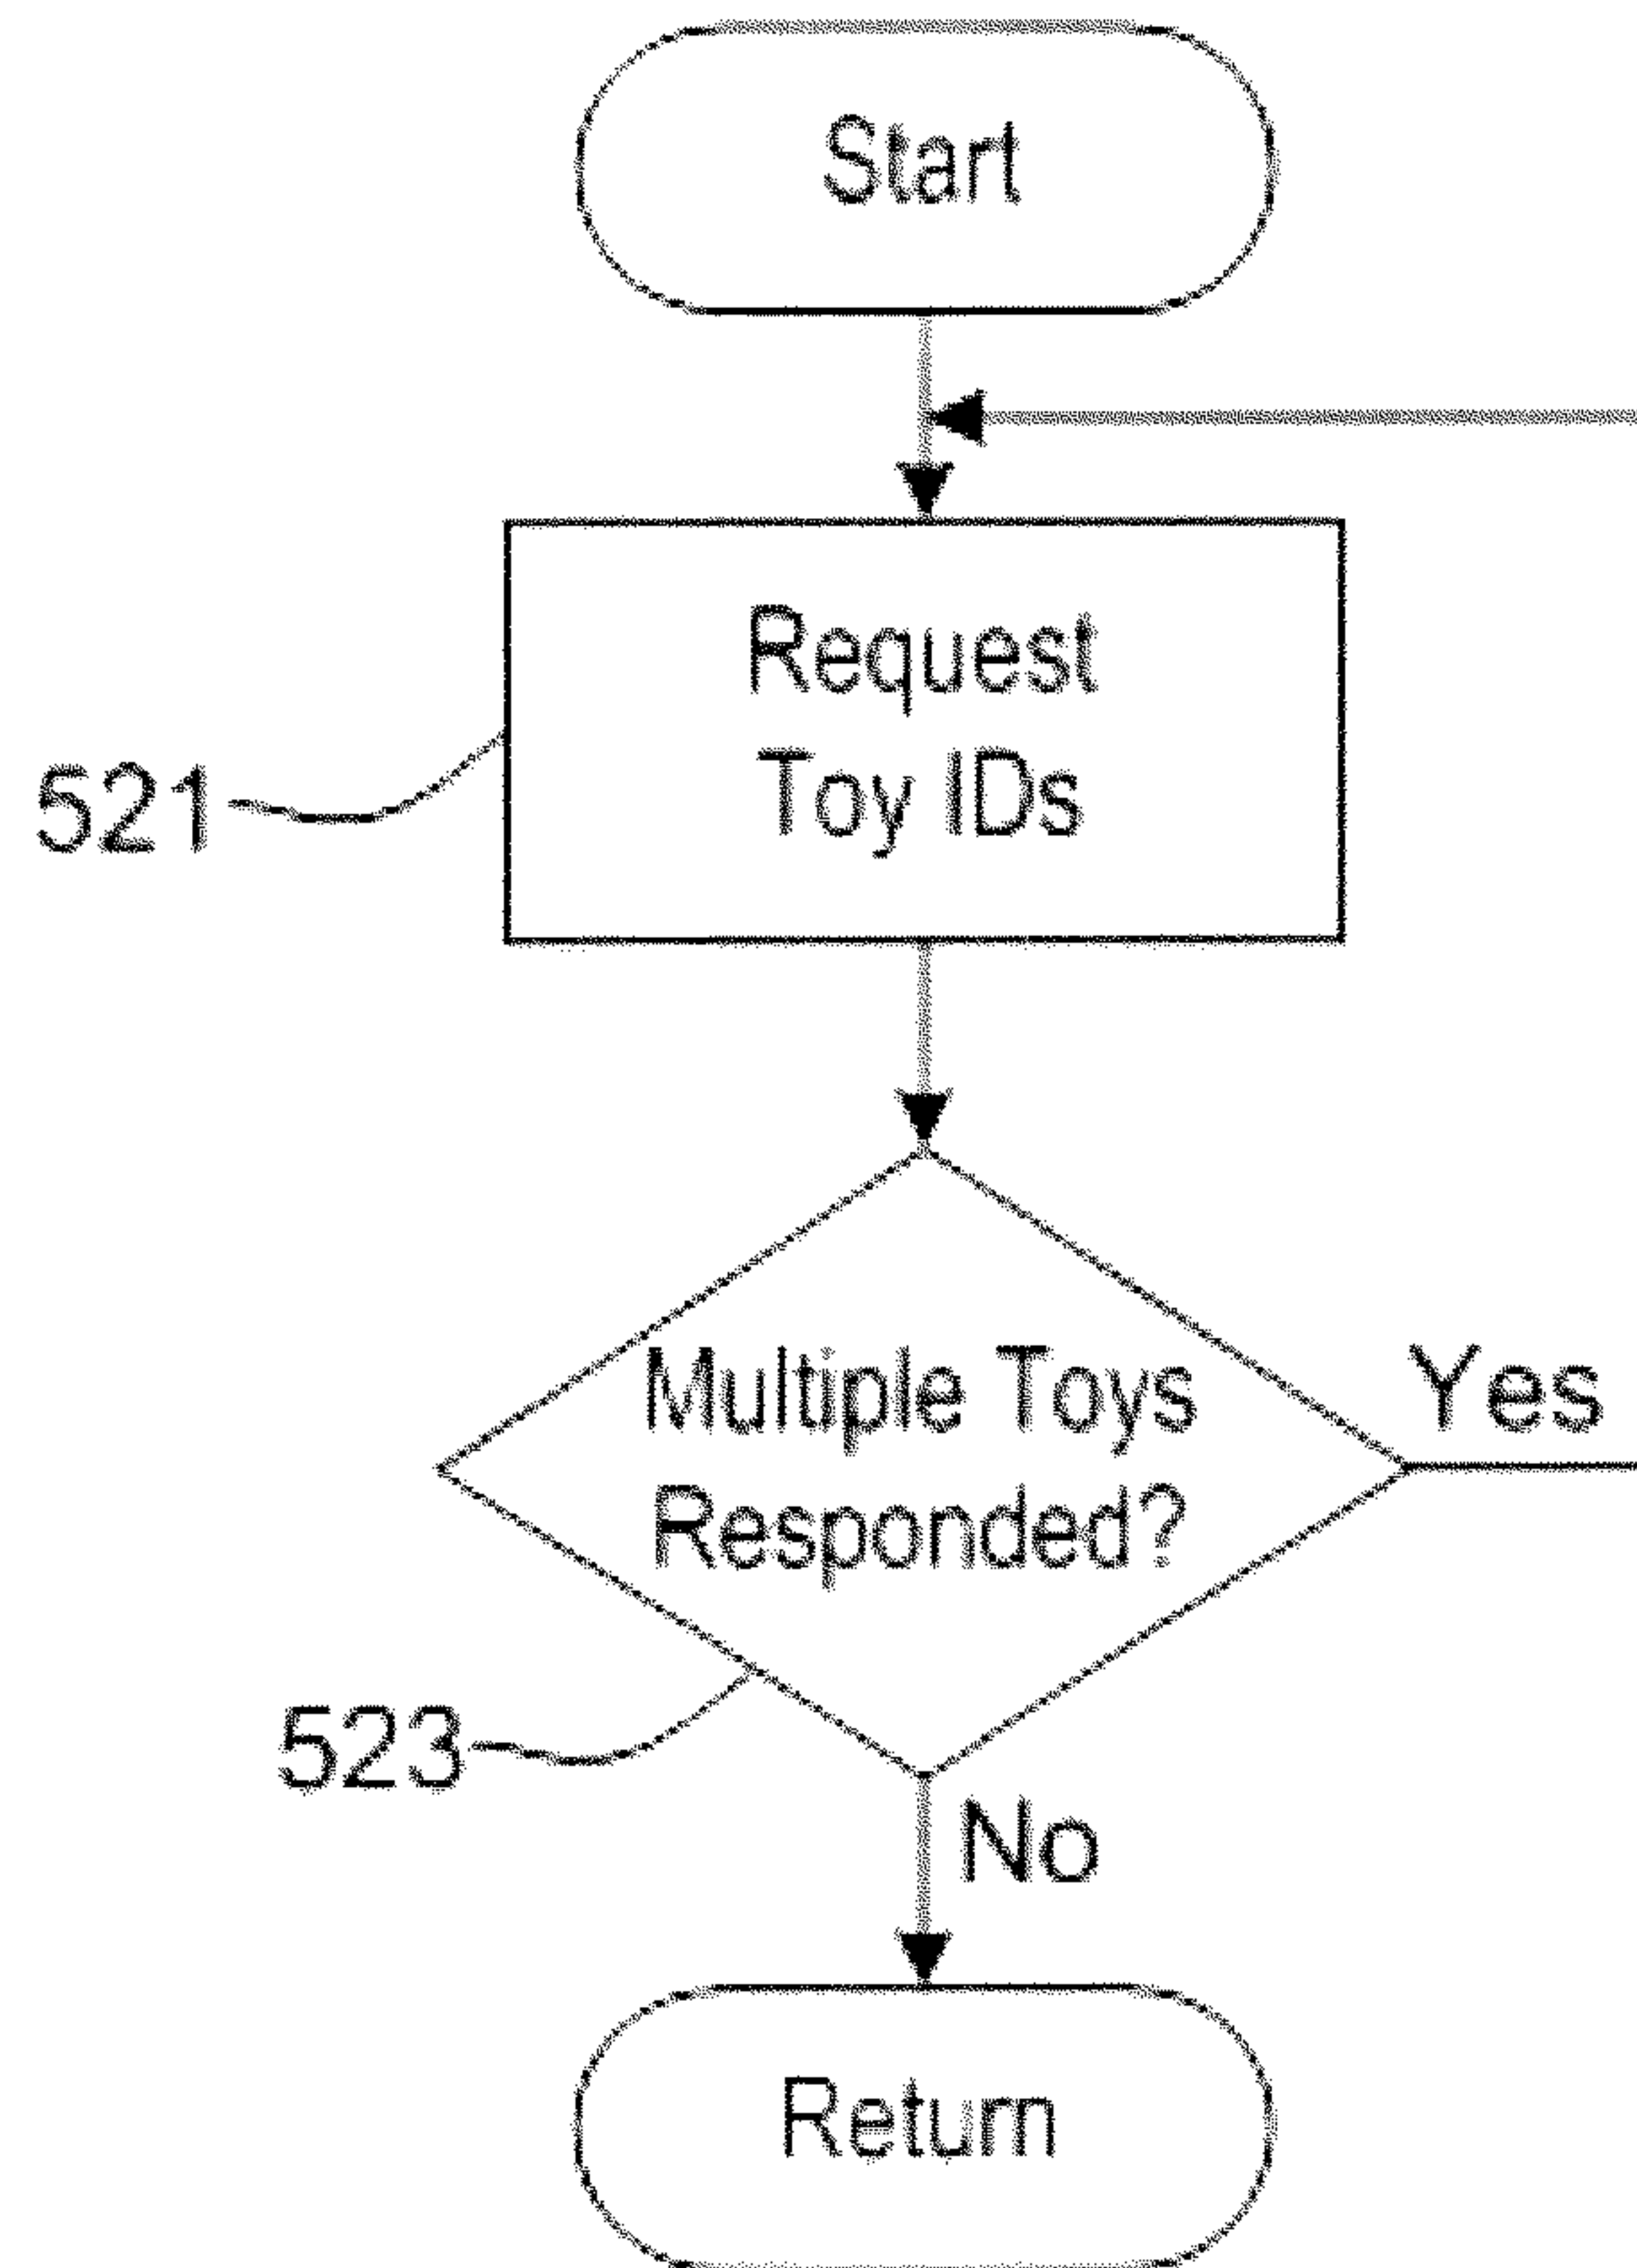 Start
Request
Toy IDs
521
Multiple Toys
Responded?
Yes
523
No
Return